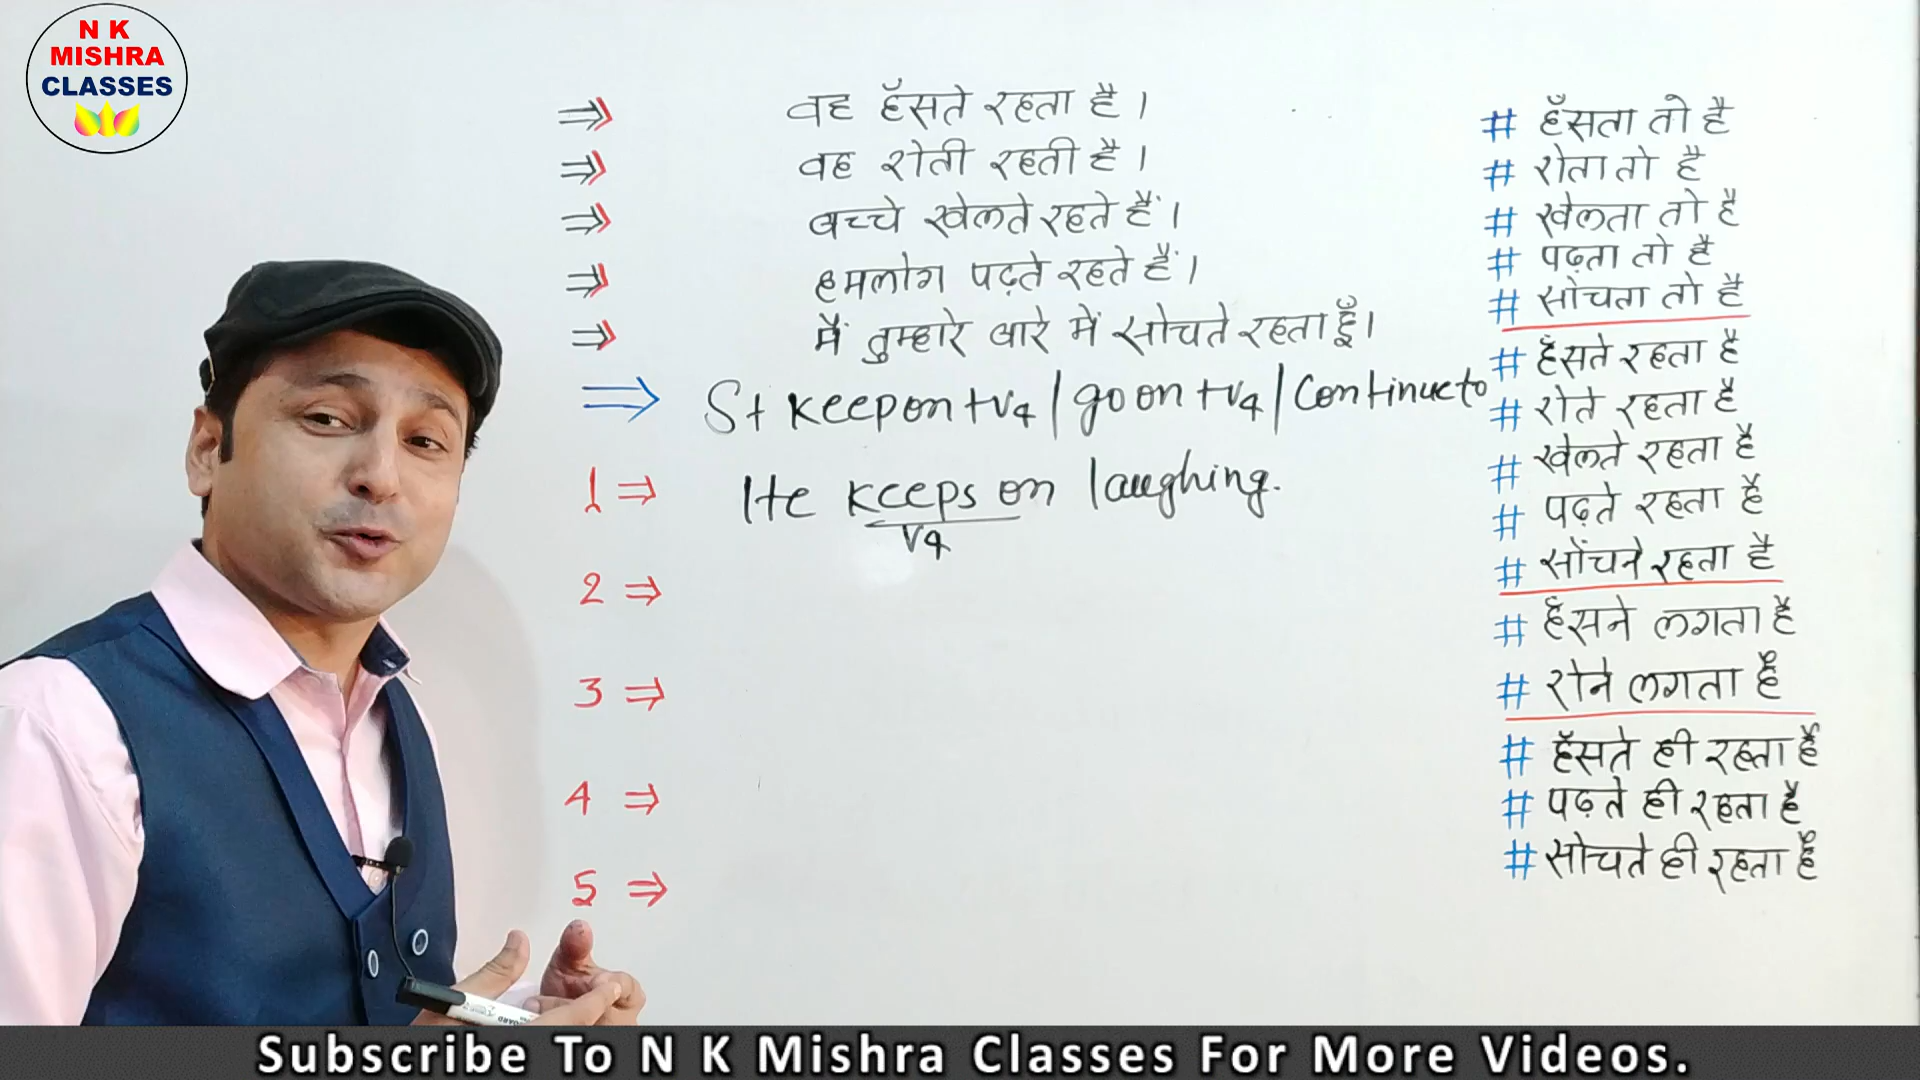 N K
MISHRA
CLASSES
⇒ वह हँसते रहता है।
⇒ वह रोती रहती है।
⇒ बच्चे खेलते रहते हैं।
⇒ हमलोग पढ़ते रहते हैं।
⇒ मैं तुम्हारे बारे में सोचते रहता हूँ।
⇒ S+ keep on +v4 / go on +v4 / continue to
1 ⇒ He keeps on laughing.
v4
2 ⇒
3 ⇒
4 ⇒
5 ⇒
# हँसता तो है
# रोता तो है
# खेलता तो है
# पढ़ता तो है
# सोंचता तो है
# हँसते रहता है
# रोते रहता है
# खेलते रहता है
# पढ़ते रहता है
# सोंचते रहता है
# हँसने लगता है
# रोने लगता है
# हँसते ही रहता है
# पढ़ते ही रहता है
# सोचते ही रहता है
Subscribe To N K Mishra Classes For More Videos.